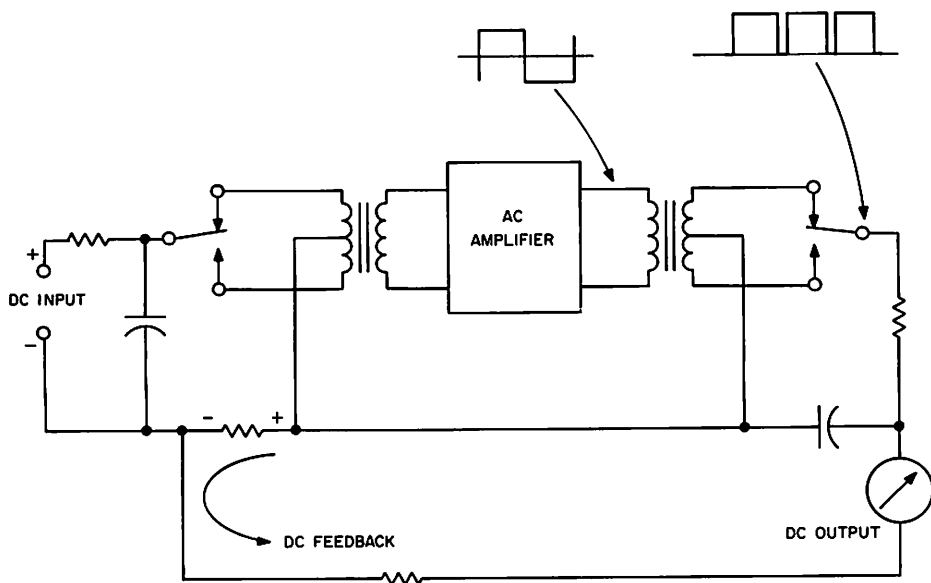 AC
AMPLIFIER
+
DC INPUT
-
- +
DC FEEDBACK
DC OUTPUT